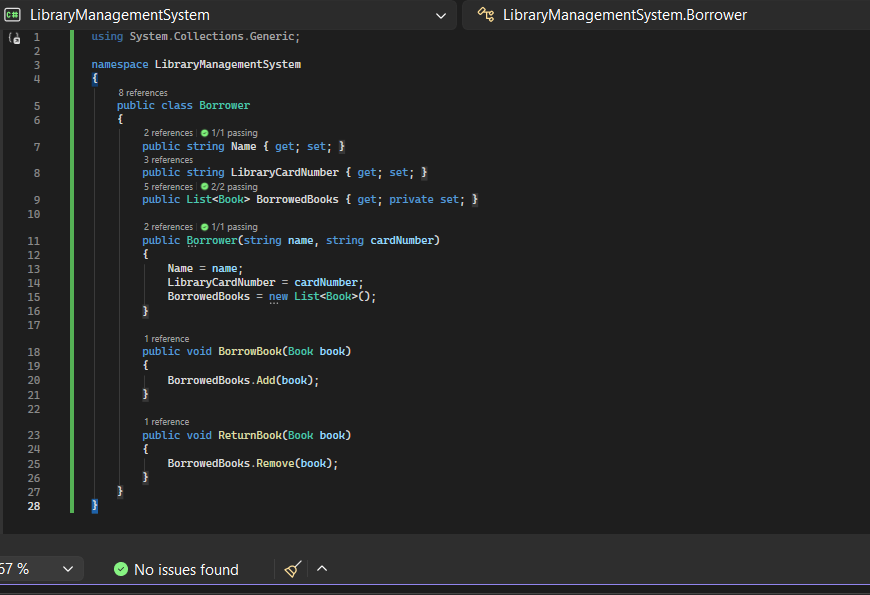 LibraryManagementSystem LibraryManagementSystem.Borrower
1 using System.Collections.Generic;
2
3 namespace LibraryManagementSystem
4 {
8 references
5 public class Borrower
6 {
2 references | 1/1 passing
7 public string Name { get; set; }
3 references
8 public string LibraryCardNumber { get; set; }
5 references | 2/2 passing
9 public List<Book> BorrowedBooks { get; private set; }
10
2 references | 1/1 passing
11 public Borrower(string name, string cardNumber)
12 {
13 Name = name;
14 LibraryCardNumber = cardNumber;
15 BorrowedBooks = new List<Book>();
16 }
17
1 reference
18 public void BorrowBook(Book book)
19 {
20 BorrowedBooks.Add(book);
21 }
22
1 reference
23 public void ReturnBook(Book book)
24 {
25 BorrowedBooks.Remove(book);
26 }
27 }
28 }
67 % No issues found